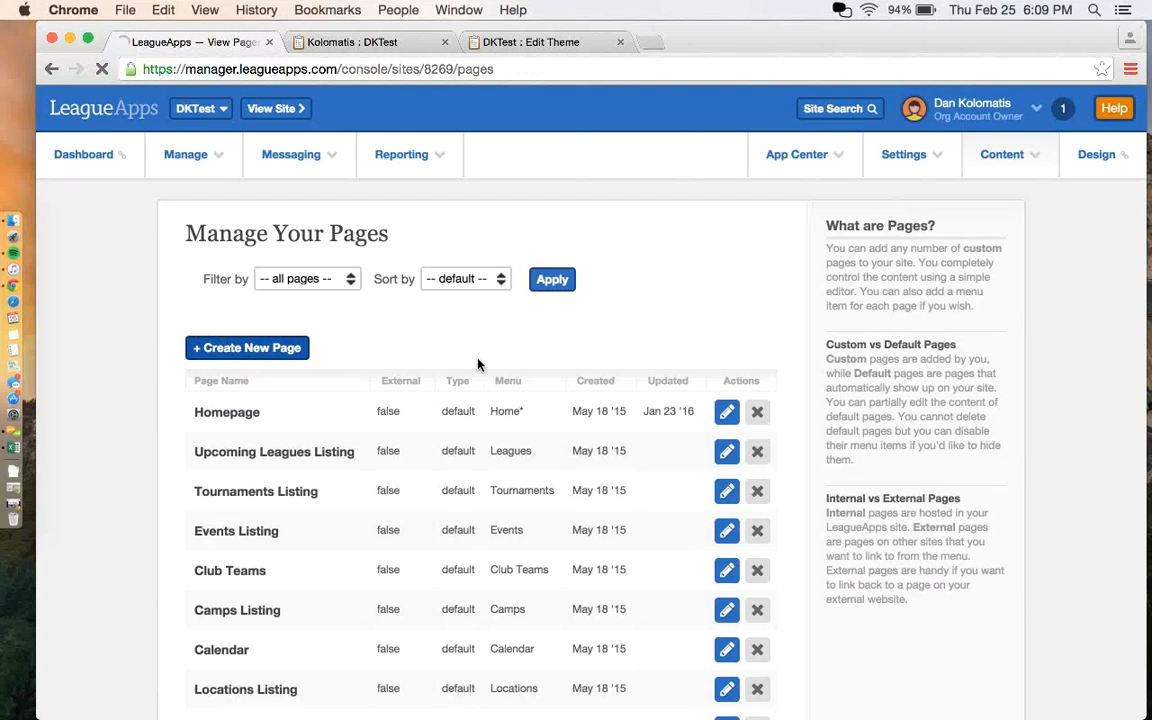 Chrome File Edit View History Bookmarks People Window Help 94% Thu Feb 25 6:09 PM
LeagueApps — View Page Kolomatis : DKTest DKTest : Edit Theme
https://manager.leagueapps.com/console/sites/8269/pages
LeagueApps DKTest View Site Site Search Dan Kolomatis 1 Help
Org Account Owner
Dashboard Manage Messaging Reporting App Center Settings Content Design
Manage Your Pages
Filter by -- all pages -- Sort by -- default -- Apply
+ Create New Page
Page Name External Type Menu Created Updated Actions
Homepage false default Home* May 18 '15 Jan 23 '16
Upcoming Leagues Listing false default Leagues May 18 '15
Tournaments Listing false default Tournaments May 18 '15
Events Listing false default Events May 18 '15
Club Teams false default Club Teams May 18 '15
Camps Listing false default Camps May 18 '15
Calendar false default Calendar May 18 '15
Locations Listing false default Locations May 18 '15
What are Pages?
You can add any number of custom
pages to your site. You completely
control the content using a simple
editor. You can also add a menu
item for each page if you wish.
Custom vs Default Pages
Custom pages are added by you,
while Default pages are pages that
automatically show up on your site.
You can partially edit the content of
default pages. You cannot delete
default pages but you can disable
their menu items if you'd like to hide
them.
Internal vs External Pages
Internal pages are hosted in your
LeagueApps site. External pages
are pages on other sites that you
want to link to from the menu.
External pages are handy if you want
to link back to a page on your
external website.